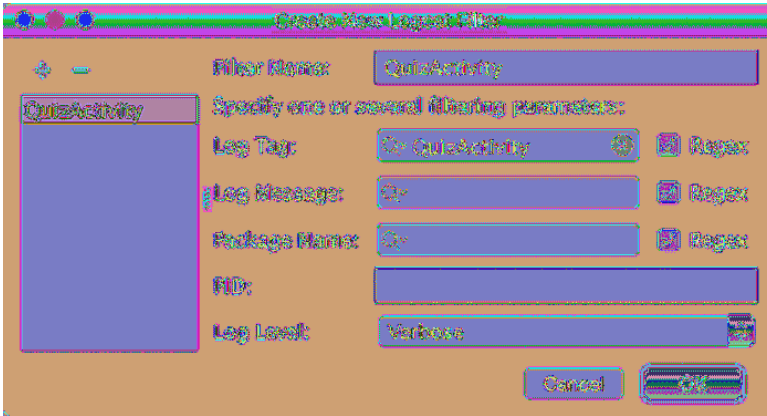 Create New Logcat Filter
Filter Name: QuizActivity
QuizActivity
Specify one or several filtering parameters:
Log Tag: QuizActivity Regex
Log Message: Regex
Package Name: Regex
PID:
Log Level: Verbose
Cancel OK